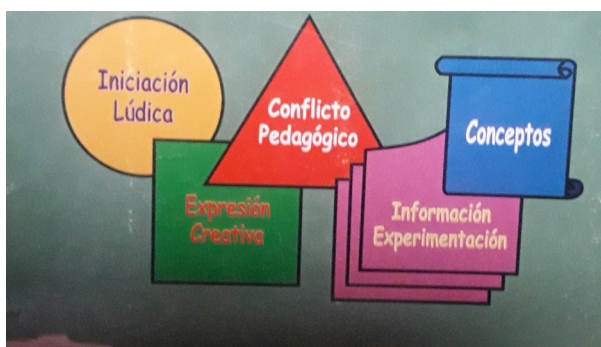 Iniciación
Lúdica
Conflicto
Pedagógico
Conceptos
Expresión
Creativa
Información
Experimentación